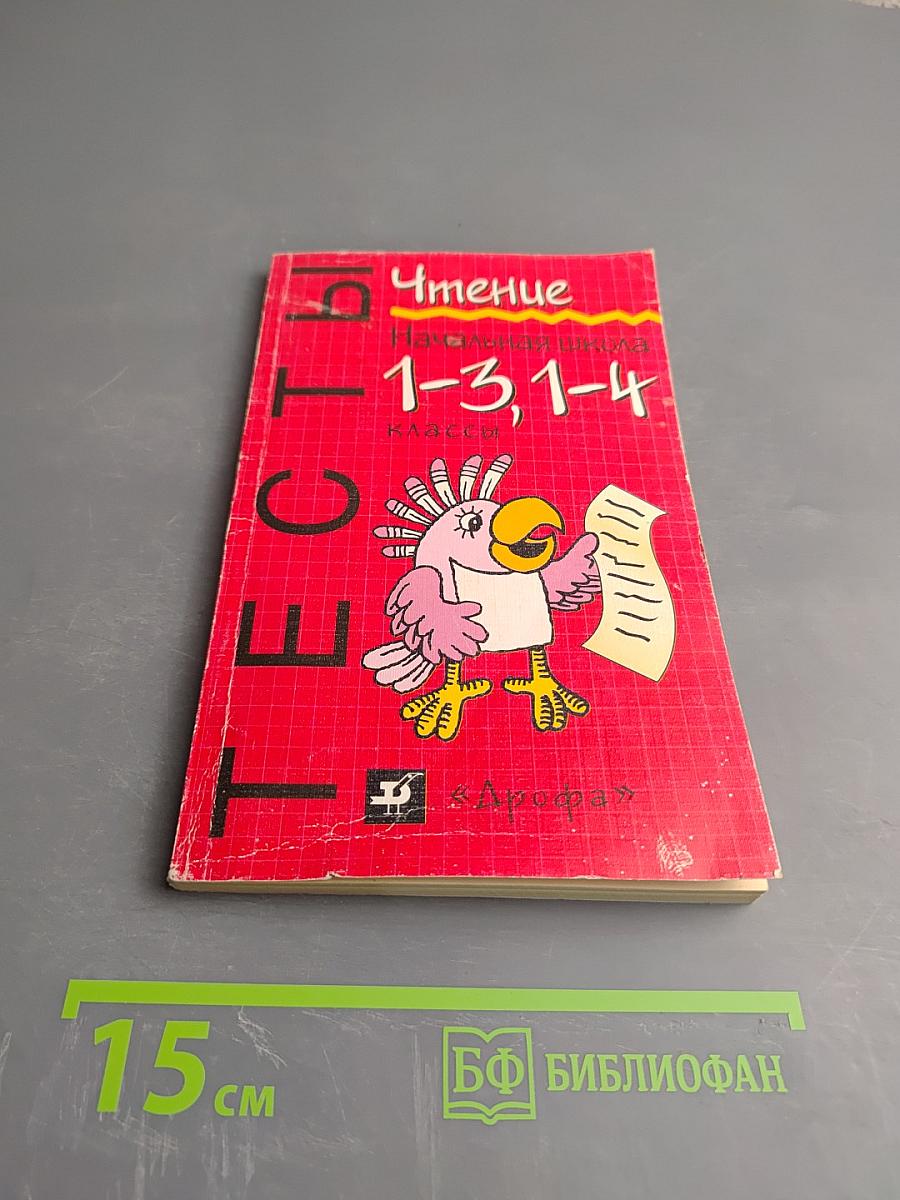 ТЕСТЫ
Чтение
Начальная школа
1–3, 1–4
классы
«Дрофа»
15 см
БФ БИБЛИОФАН